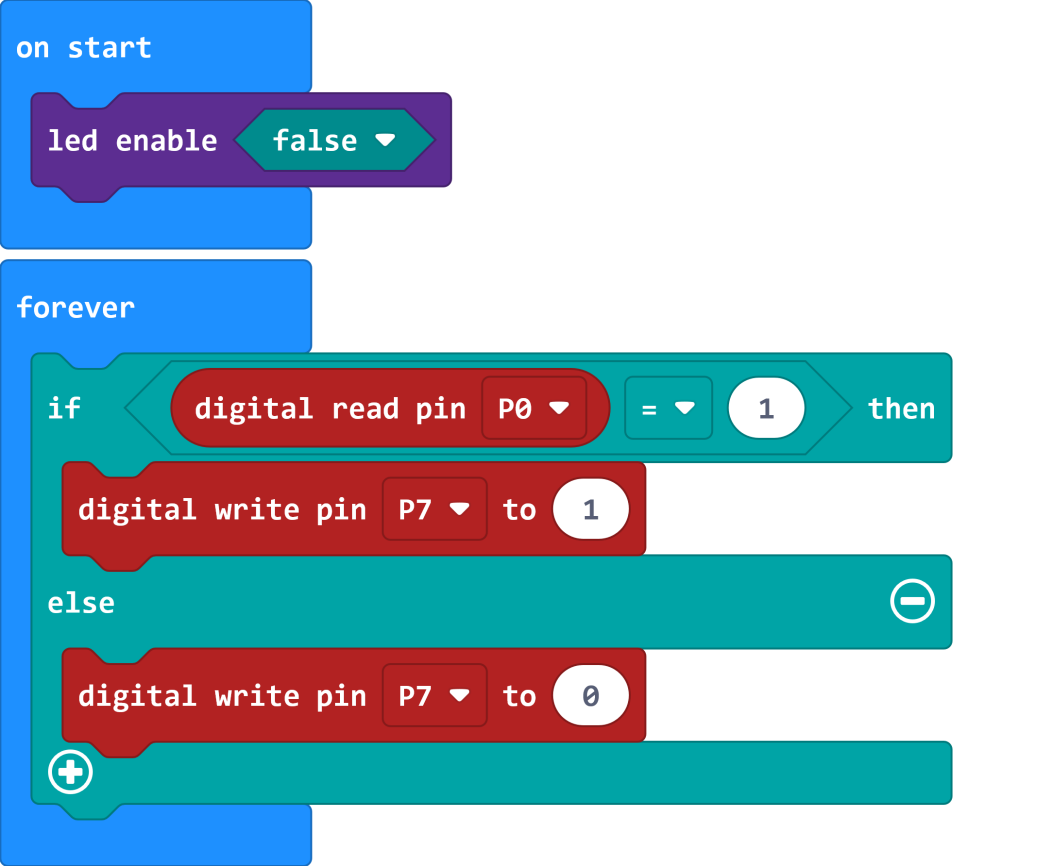 on start
led enable false
forever
if digital read pin P0 = 1 then
digital write pin P7 to 1
else
digital write pin P7 to 0